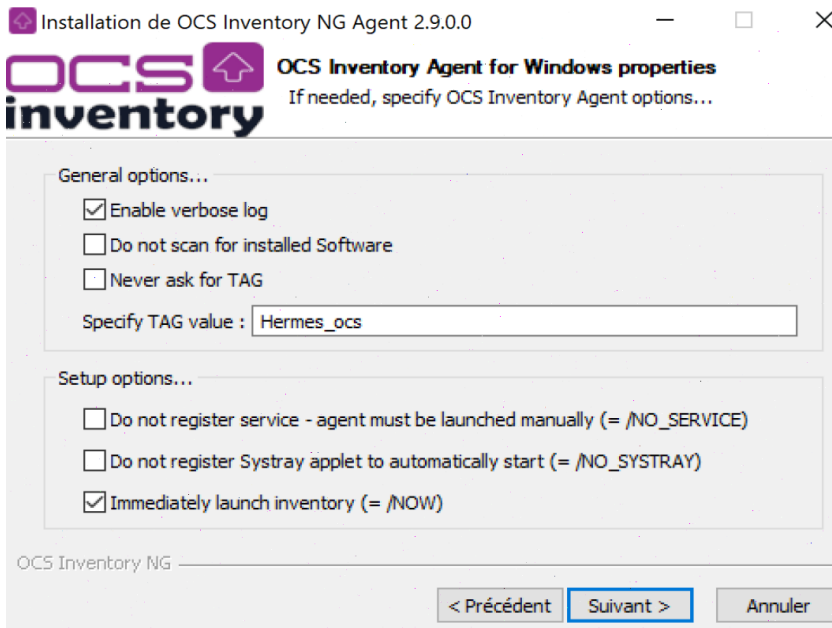 Installation de OCS Inventory NG Agent 2.9.0.0
OCS
inventory
OCS Inventory Agent for Windows properties
If needed, specify OCS Inventory Agent options...
General options...
Enable verbose log
Do not scan for installed Software
Never ask for TAG
Specify TAG value : Hermes_ocs
Setup options...
Do not register service - agent must be launched manually (= /NO_SERVICE)
Do not register Systray applet to automatically start (= /NO_SYSTRAY)
Immediately launch inventory (= /NOW)
OCS Inventory NG
< Précédent Suivant > Annuler